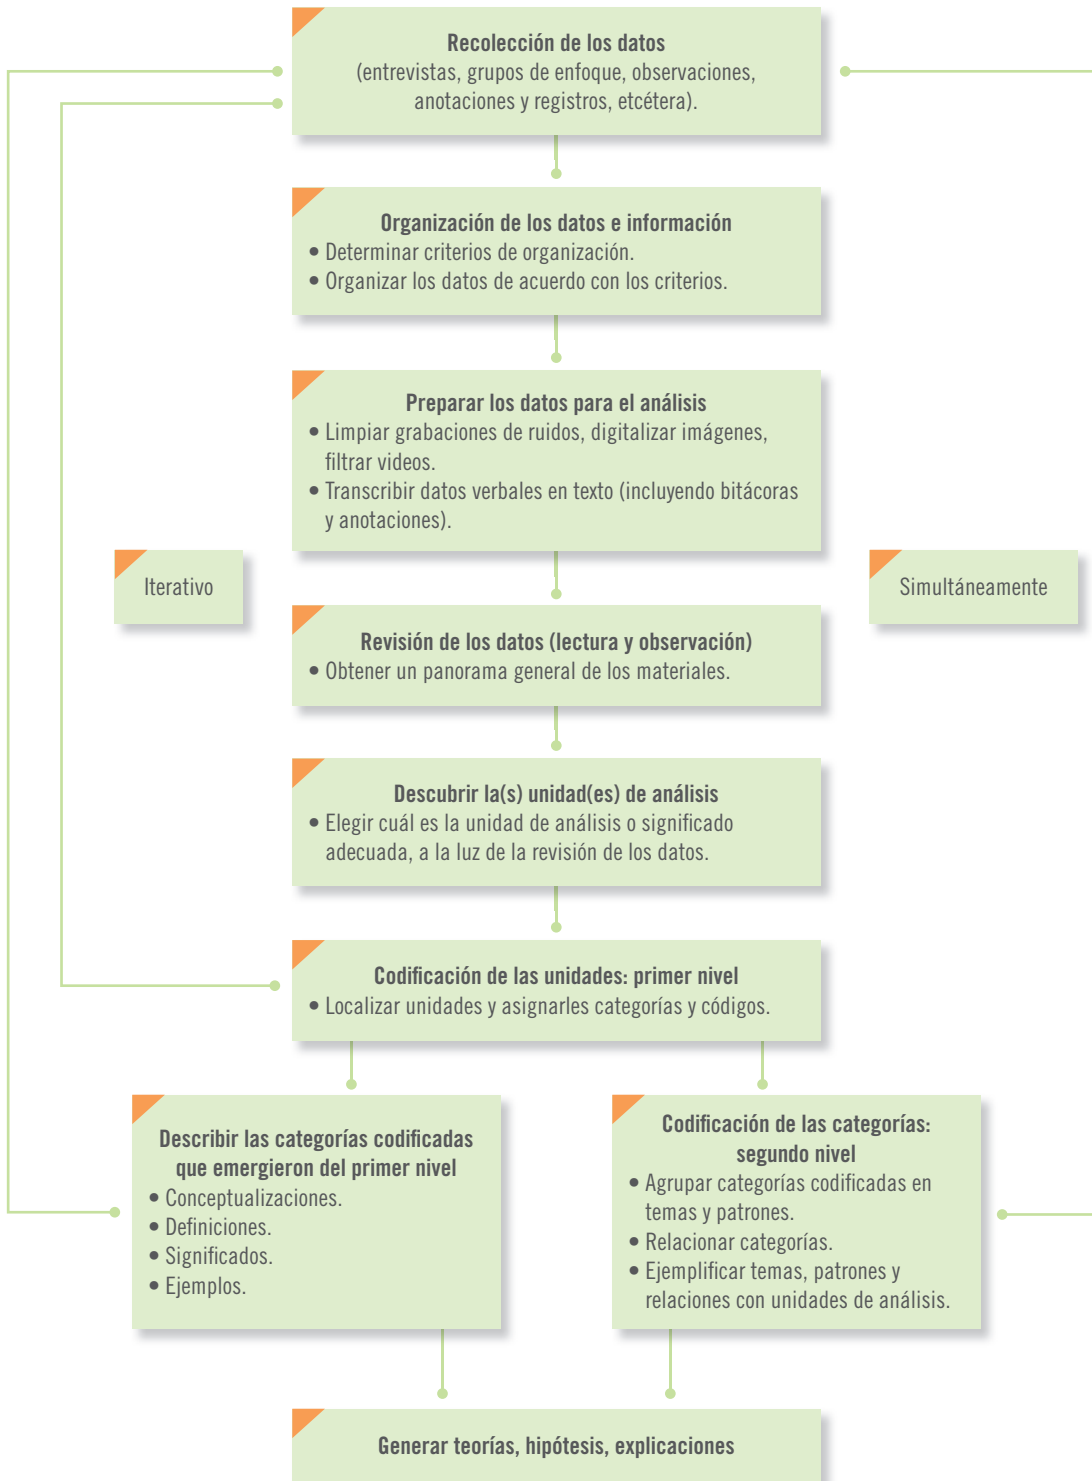 Recolección de los datos
(entrevistas, grupos de enfoque, observaciones,
anotaciones y registros, etcétera).
Organización de los datos e información
• Determinar criterios de organización.
• Organizar los datos de acuerdo con los criterios.
Preparar los datos para el análisis
• Limpiar grabaciones de ruidos, digitalizar imágenes,
filtrar videos.
• Transcribir datos verbales en texto (incluyendo bitácoras
y anotaciones).
Iterativo
Simultáneamente
Revisión de los datos (lectura y observación)
• Obtener un panorama general de los materiales.
Descubrir la(s) unidad(es) de análisis
• Elegir cuál es la unidad de análisis o significado
adecuada, a la luz de la revisión de los datos.
Codificación de las unidades: primer nivel
• Localizar unidades y asignarles categorías y códigos.
Describir las categorías codificadas
que emergieron del primer nivel
• Conceptualizaciones.
• Definiciones.
• Significados.
• Ejemplos.
Codificación de las categorías:
segundo nivel
• Agrupar categorías codificadas en
temas y patrones.
• Relacionar categorías.
• Ejemplificar temas, patrones y
relaciones con unidades de análisis.
Generar teorías, hipótesis, explicaciones